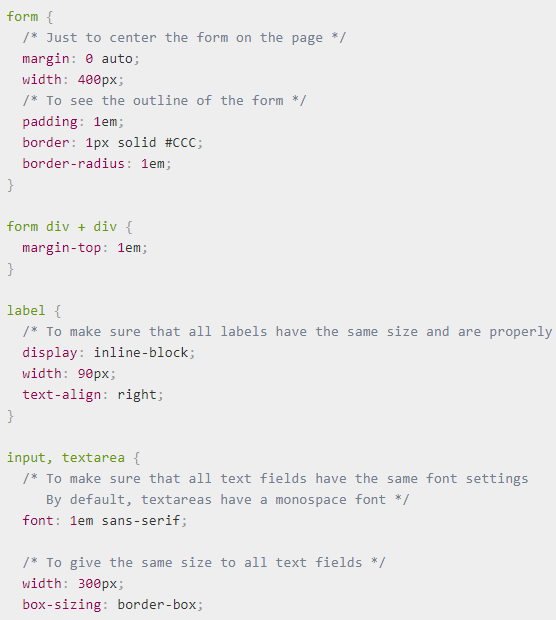 form {
  /* Just to center the form on the page */
  margin: 0 auto;
  width: 400px;
  /* To see the outline of the form */
  padding: 1em;
  border: 1px solid #CCC;
  border-radius: 1em;
}

form div + div {
  margin-top: 1em;
}

label {
  /* To make sure that all labels have the same size and are properly
  display: inline-block;
  width: 90px;
  text-align: right;
}

input, textarea {
  /* To make sure that all text fields have the same font settings
     By default, textareas have a monospace font */
  font: 1em sans-serif;

  /* To give the same size to all text fields */
  width: 300px;
  box-sizing: border-box;